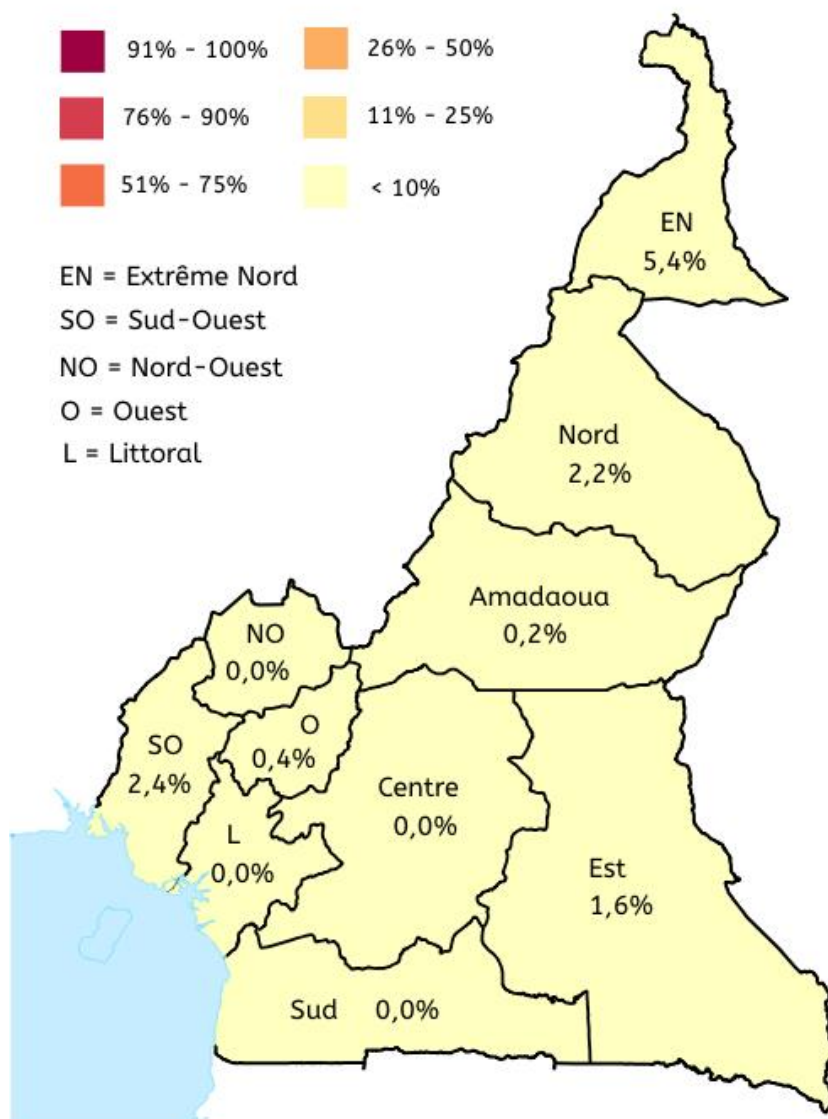 91% - 100%
26% - 50%
76% - 90%
11% - 25%
51% - 75%
< 10%
EN = Extrême Nord
SO = Sud-Ouest
NO = Nord-Ouest
O = Ouest
L = Littoral
EN
5,4%
Nord
2,2%
Amadaoua
0,2%
NO
0,0%
O
0,4%
SO
2,4%
Centre
0,0%
L
0,0%
Est
1,6%
Sud 0,0%